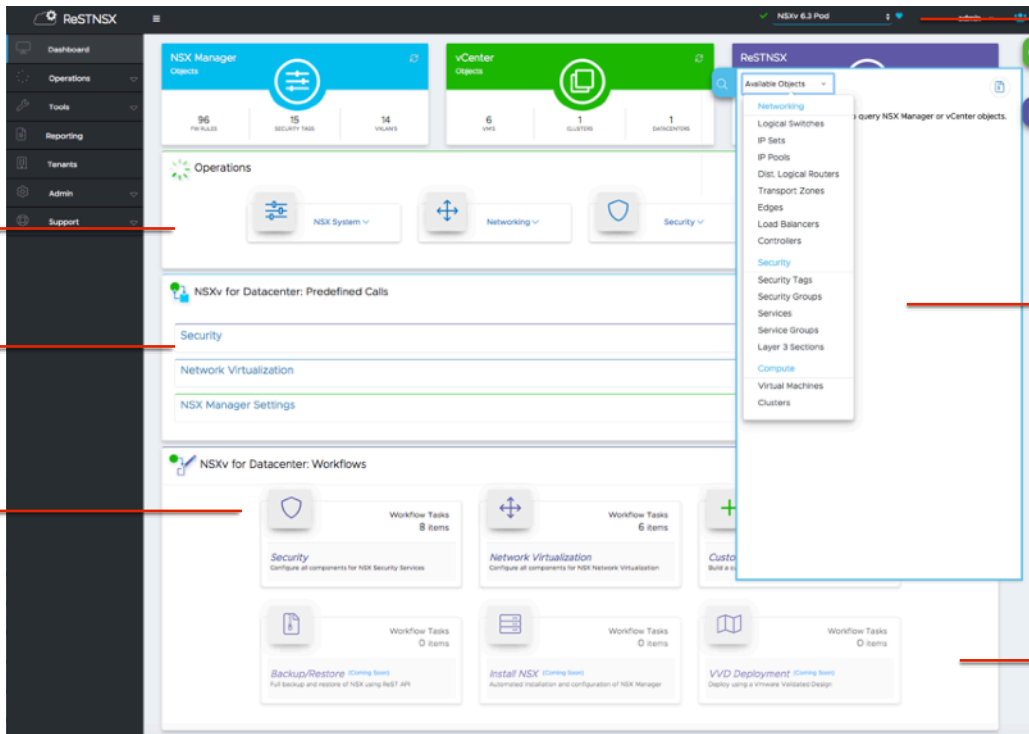 ReSTNSX
NSXv 6.3 Pod
admin
Dashboard
Operations
Tools
Reporting
Tenants
Admin
Support
NSX Manager
Objects
96
FW RULES
15
SECURITY TAGS
14
VXLANS
vCenter
Objects
6
VMS
1
CLUSTERS
1
DATACENTERS
ReSTNSX
Available Objects
o query NSX Manager or vCenter objects.
Networking
Logical Switches
IP Sets
IP Pools
Dist. Logical Routers
Transport Zones
Edges
Load Balancers
Controllers
Security
Security Tags
Security Groups
Services
Service Groups
Layer 3 Sections
Compute
Virtual Machines
Clusters
Operations
NSX System
Networking
Security
NSXv for Datacenter: Predefined Calls
Security
Network Virtualization
NSX Manager Settings
NSXv for Datacenter: Workflows
Workflow Tasks
8 items
Security
Configure all components for NSX Security Services
Workflow Tasks
6 items
Network Virtualization
Configure all components for NSX Network Virtualization
Custo
Build a cu
Workflow Tasks
0 items
Backup/Restore (Coming Soon)
Full backup and restore of NSX using ReST API
Workflow Tasks
0 items
Install NSX (Coming Soon)
Automated installation and configuration of NSX Manager
Workflow Tasks
0 items
VVD Deployment (Coming Soon)
Deploy using a Vmware Validated Design